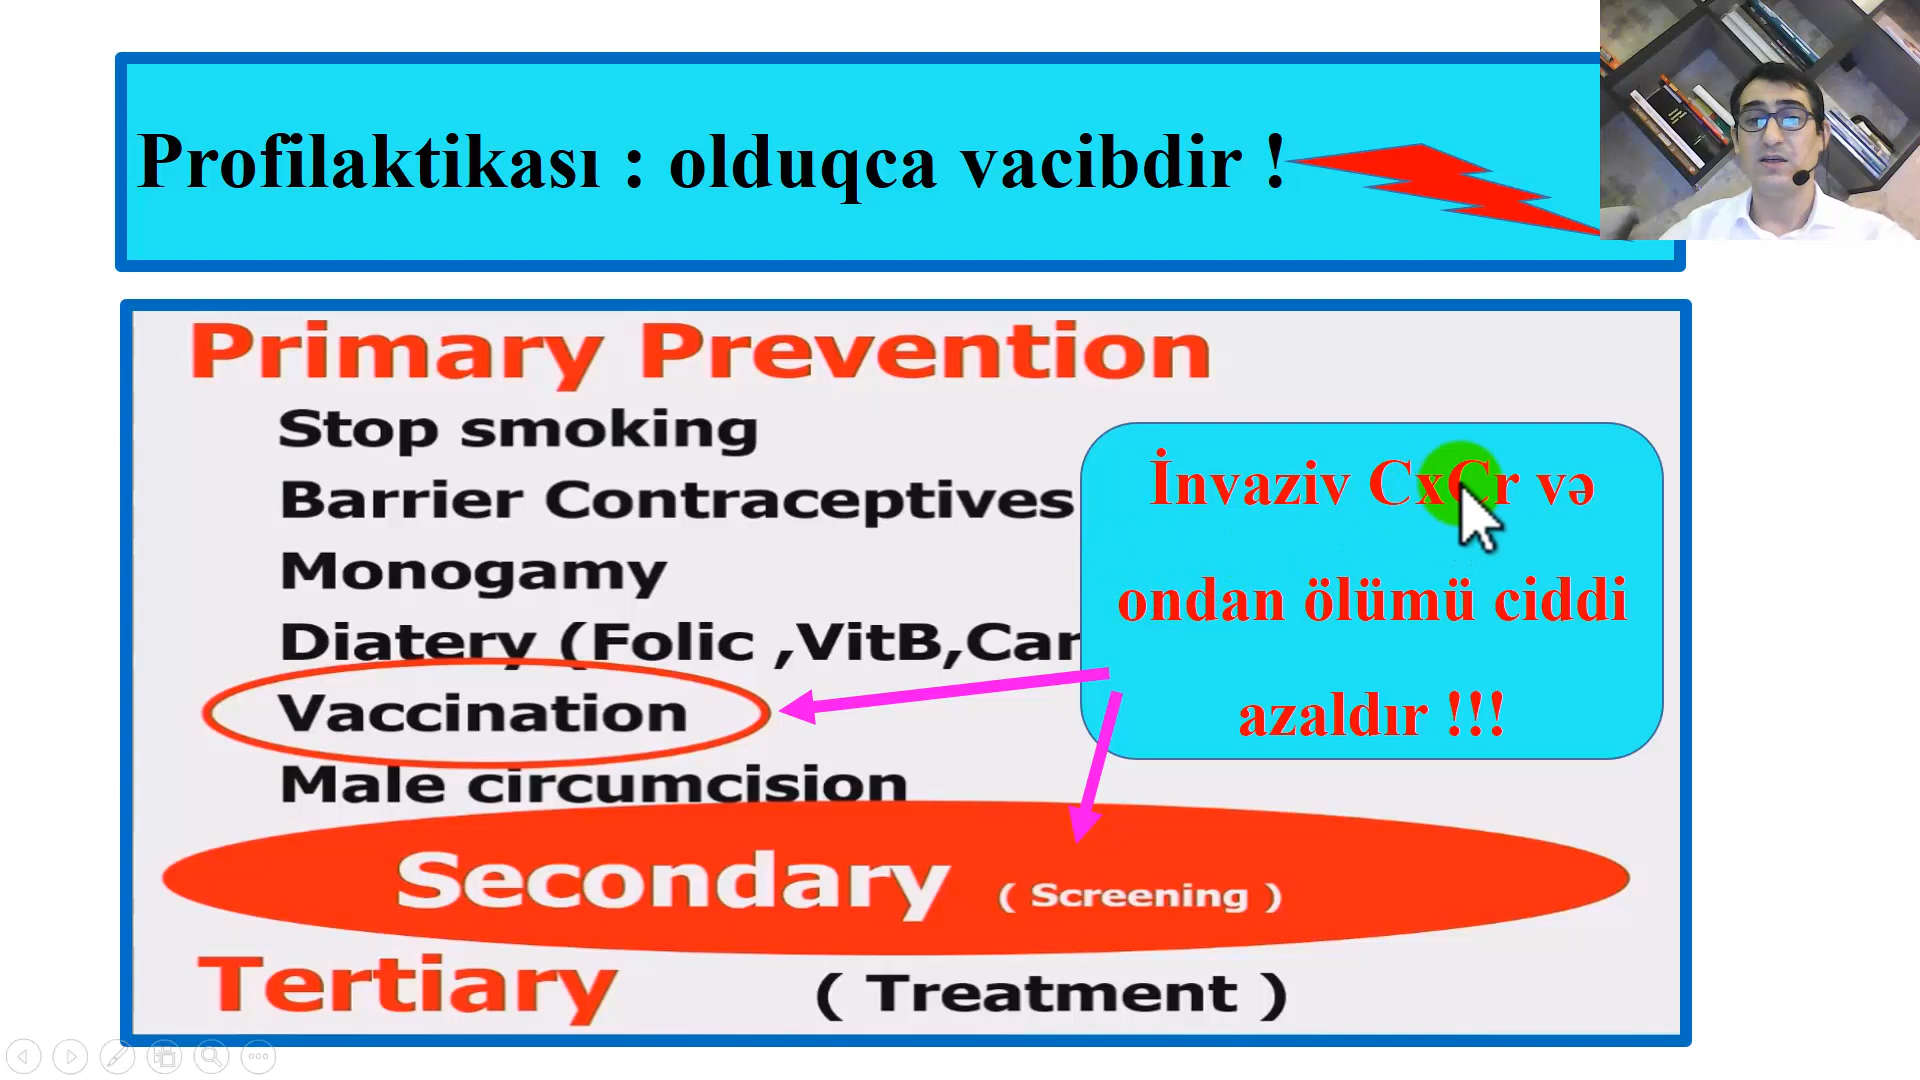 Profilaktikası : olduqca vacibdir !
Primary Prevention
Stop smoking
Barrier Contraceptives
Monogamy
Diatery (Folic ,VitB,Car
Vaccination
Male circumcision
İnvaziv CxCr və
ondan ölümü ciddi
azaldır !!!
Secondary ( Screening )
Tertiary ( Treatment )